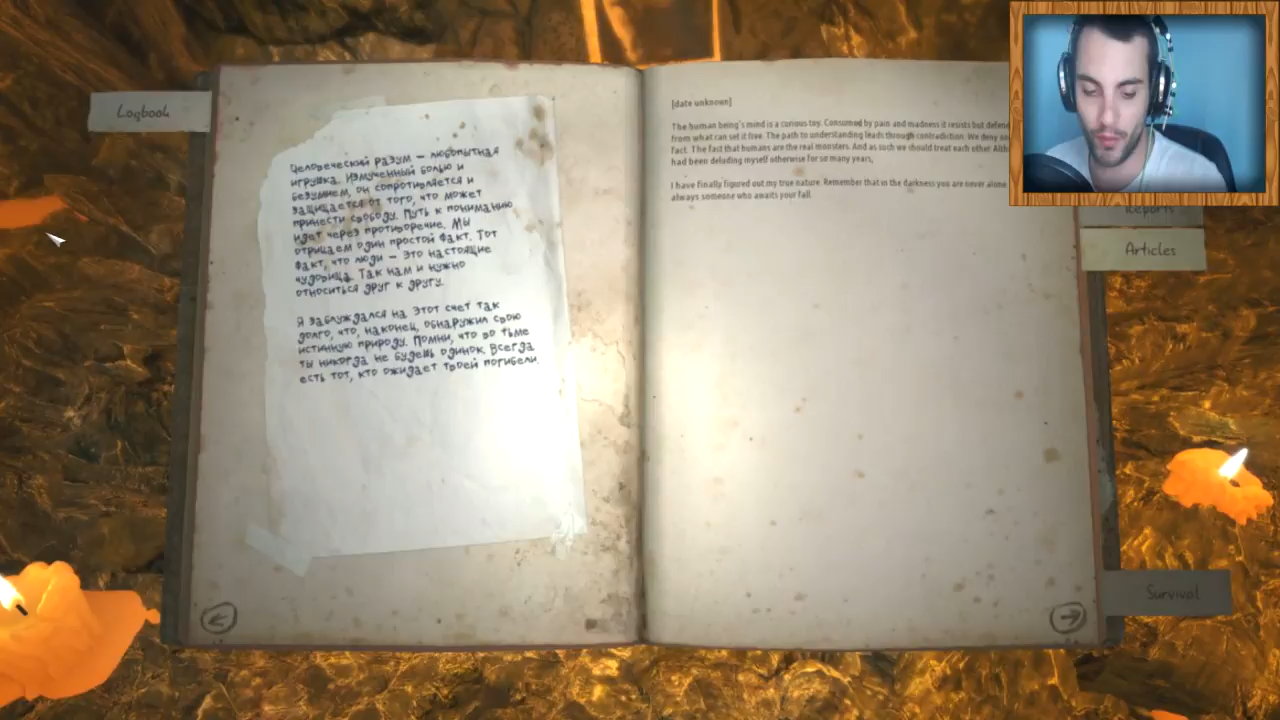 Logbook
Человеческий разум — любопытная
игрушка. Измученный болью и
безумием, он сопротивляется и
защищается от того, что может
принести свободу. Путь к пониманию
идет через противоречие. Мы
отрицаем один простой факт. Тот
факт, что люди — это настоящие
чудовища. Так нам и нужно
относиться друг к другу.
Я заблуждался на этот счет так
долго, что, наконец, обнаружил свою
истинную природу. Помни, что во тьме
ты никогда не будешь одинок. Всегда
есть тот, кто ожидает твоей погибели.
[date unknown]
The human being's mind is a curious toy. Consumed by pain and madness it resists but
from what can set it free. The path to understanding leads through contradiction. We deny
fact. The fact that humans are the real monsters. And as such we should treat each other
had been deluding myself otherwise for so many years,
I have finally figured out my true nature. Remember that in the darkness you are never alone
always someone who awaits your fall.
Reports
Articles
Survival